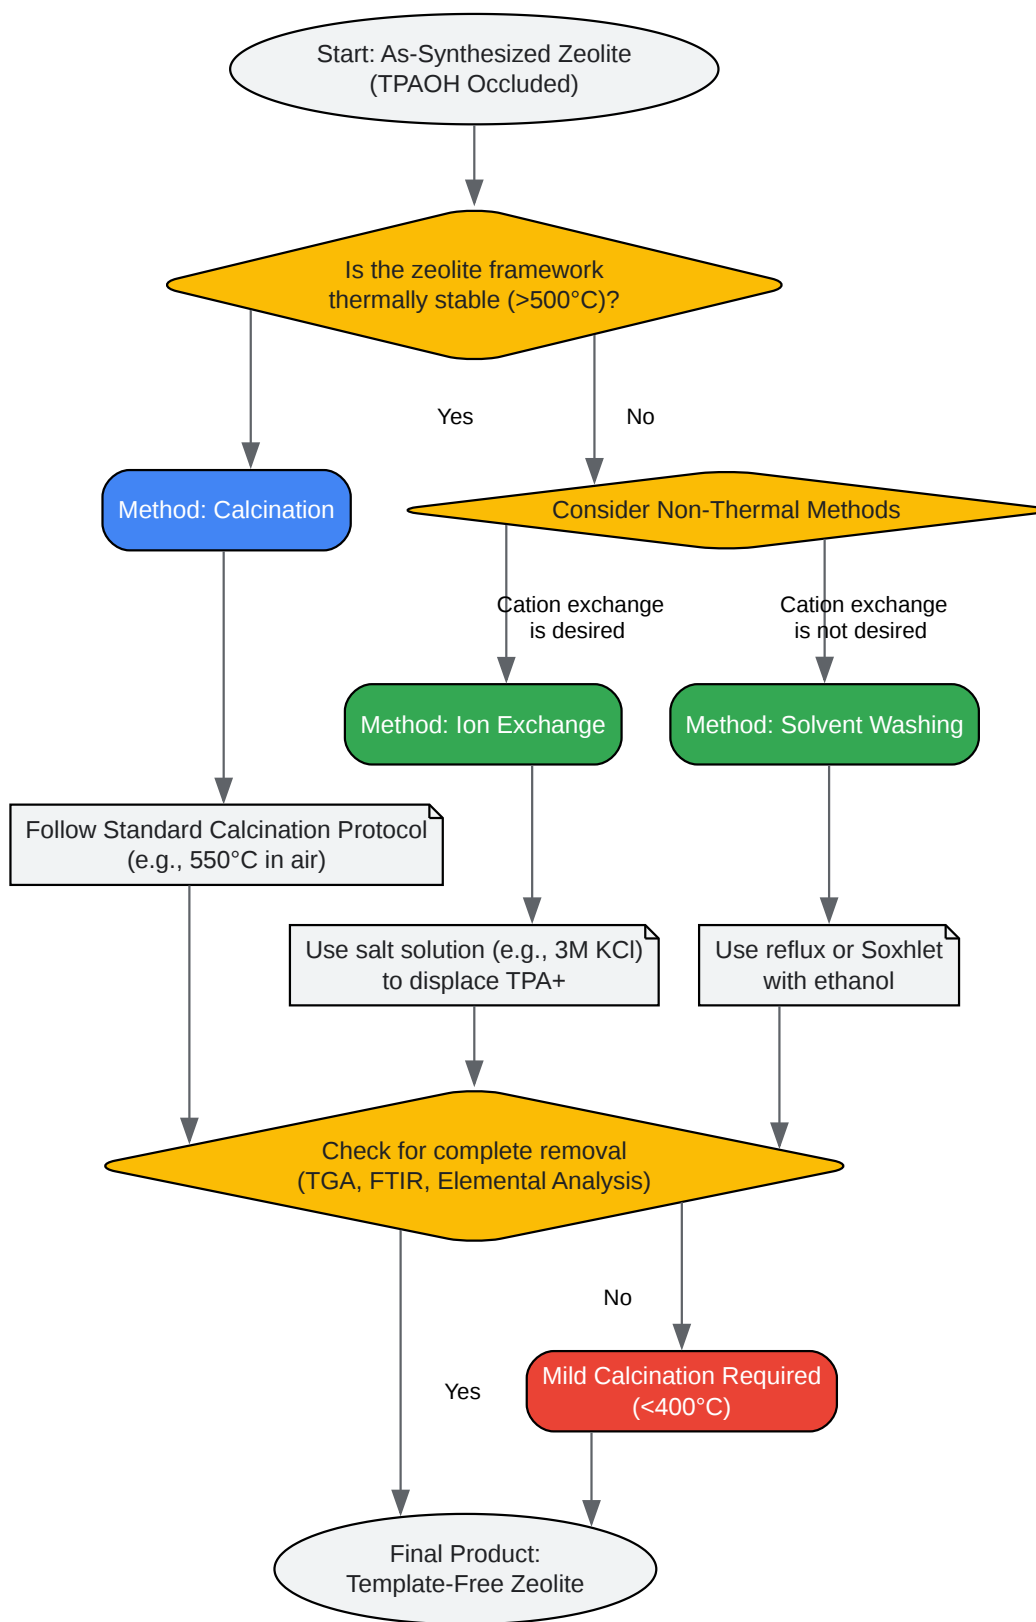 Start: As-Synthesized Zeolite
(TPAOH Occluded)
Is the zeolite framework
thermally stable (>500°C)?
Yes
No
Method: Calcination
Consider Non-Thermal Methods
Cation exchange
is desired
Cation exchange
is not desired
Method: Ion Exchange
Method: Solvent Washing
Follow Standard Calcination Protocol
(e.g., 550°C in air)
Use salt solution (e.g., 3M KCl)
to displace TPA+
Use reflux or Soxhlet
with ethanol
Check for complete removal
(TGA, FTIR, Elemental Analysis)
No
Yes
Mild Calcination Required
(<400°C)
Final Product:
Template-Free Zeolite